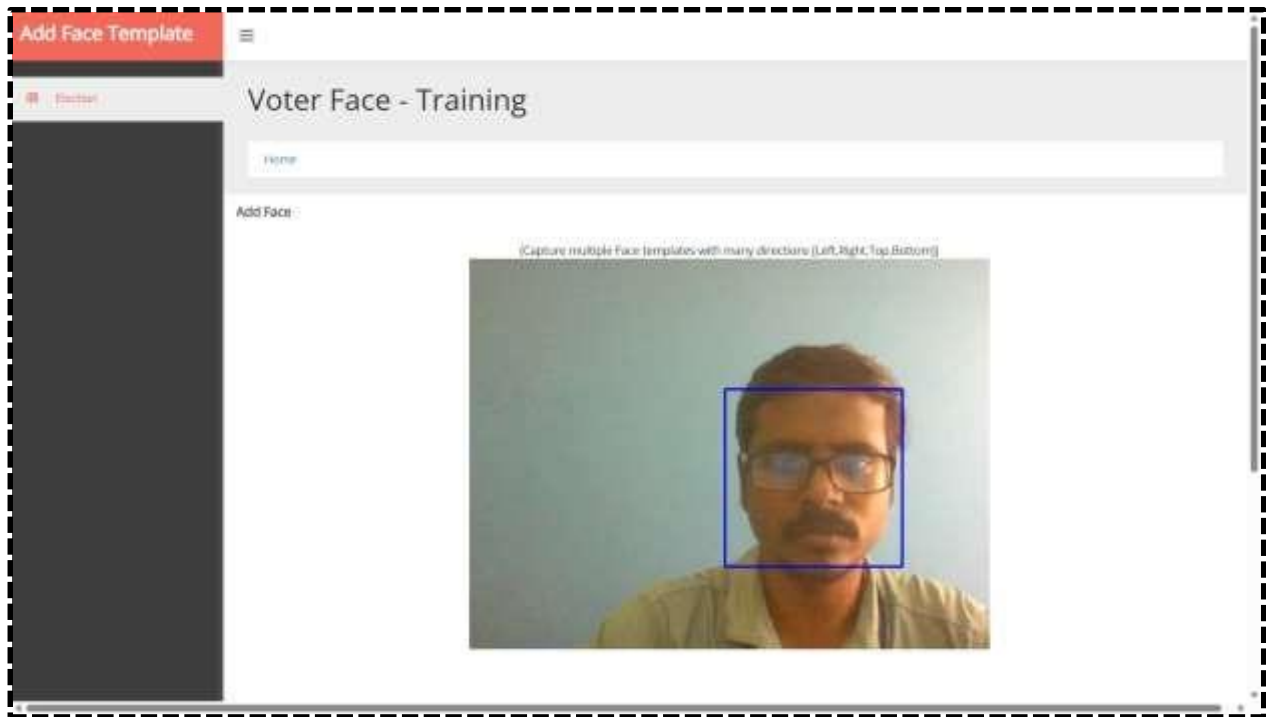 Add Face Template
Election
Voter Face - Training
Home
Add Face
(Capture multiple Face templates with many directions [Left,Right,Top,Bottom])